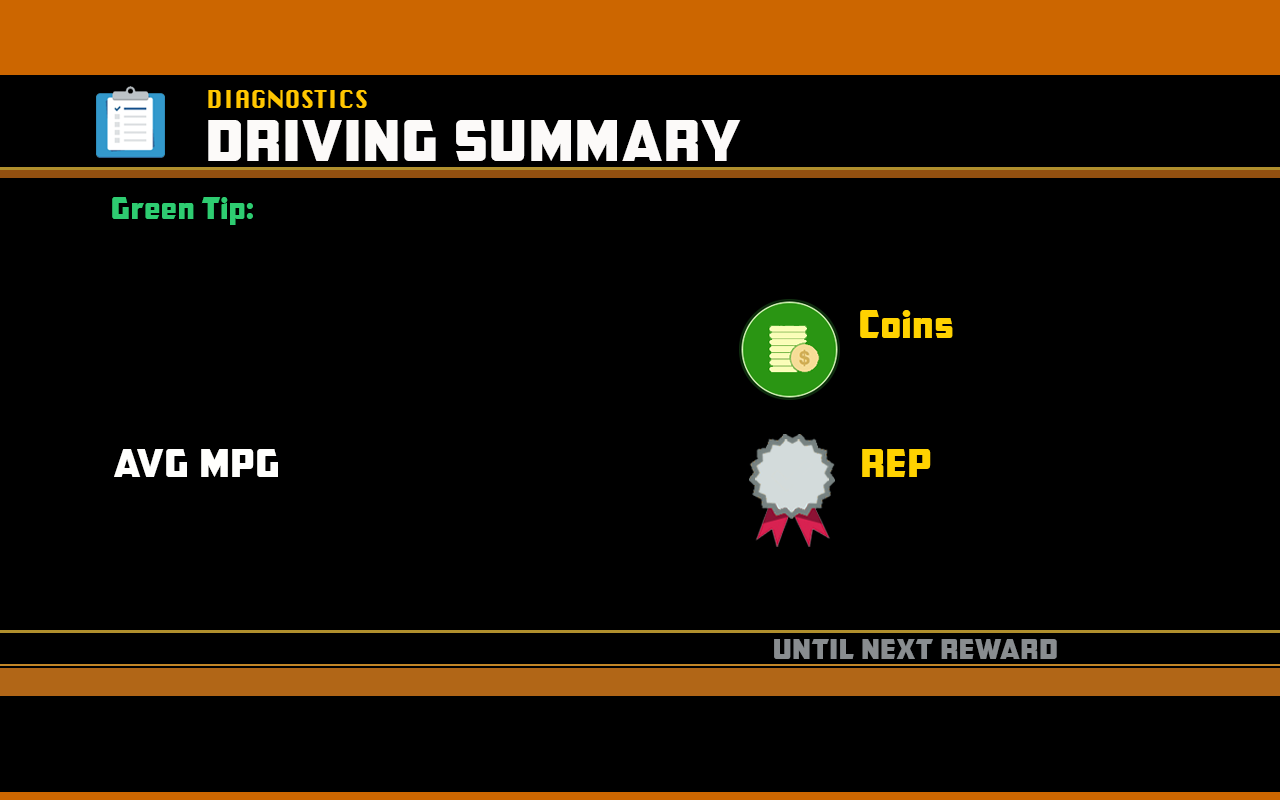 DIAGNOSTICS
DRIVING SUMMARY
Green Tip:
Coins
$
AVG MPG
REP
UNTIL NEXT REWARD